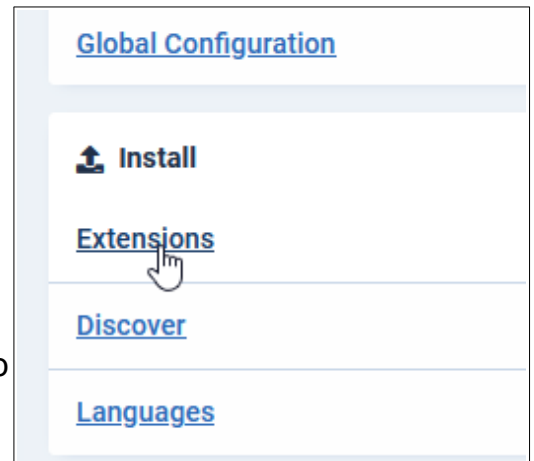 Global Configuration
Install
Extensions
Discover
Languages